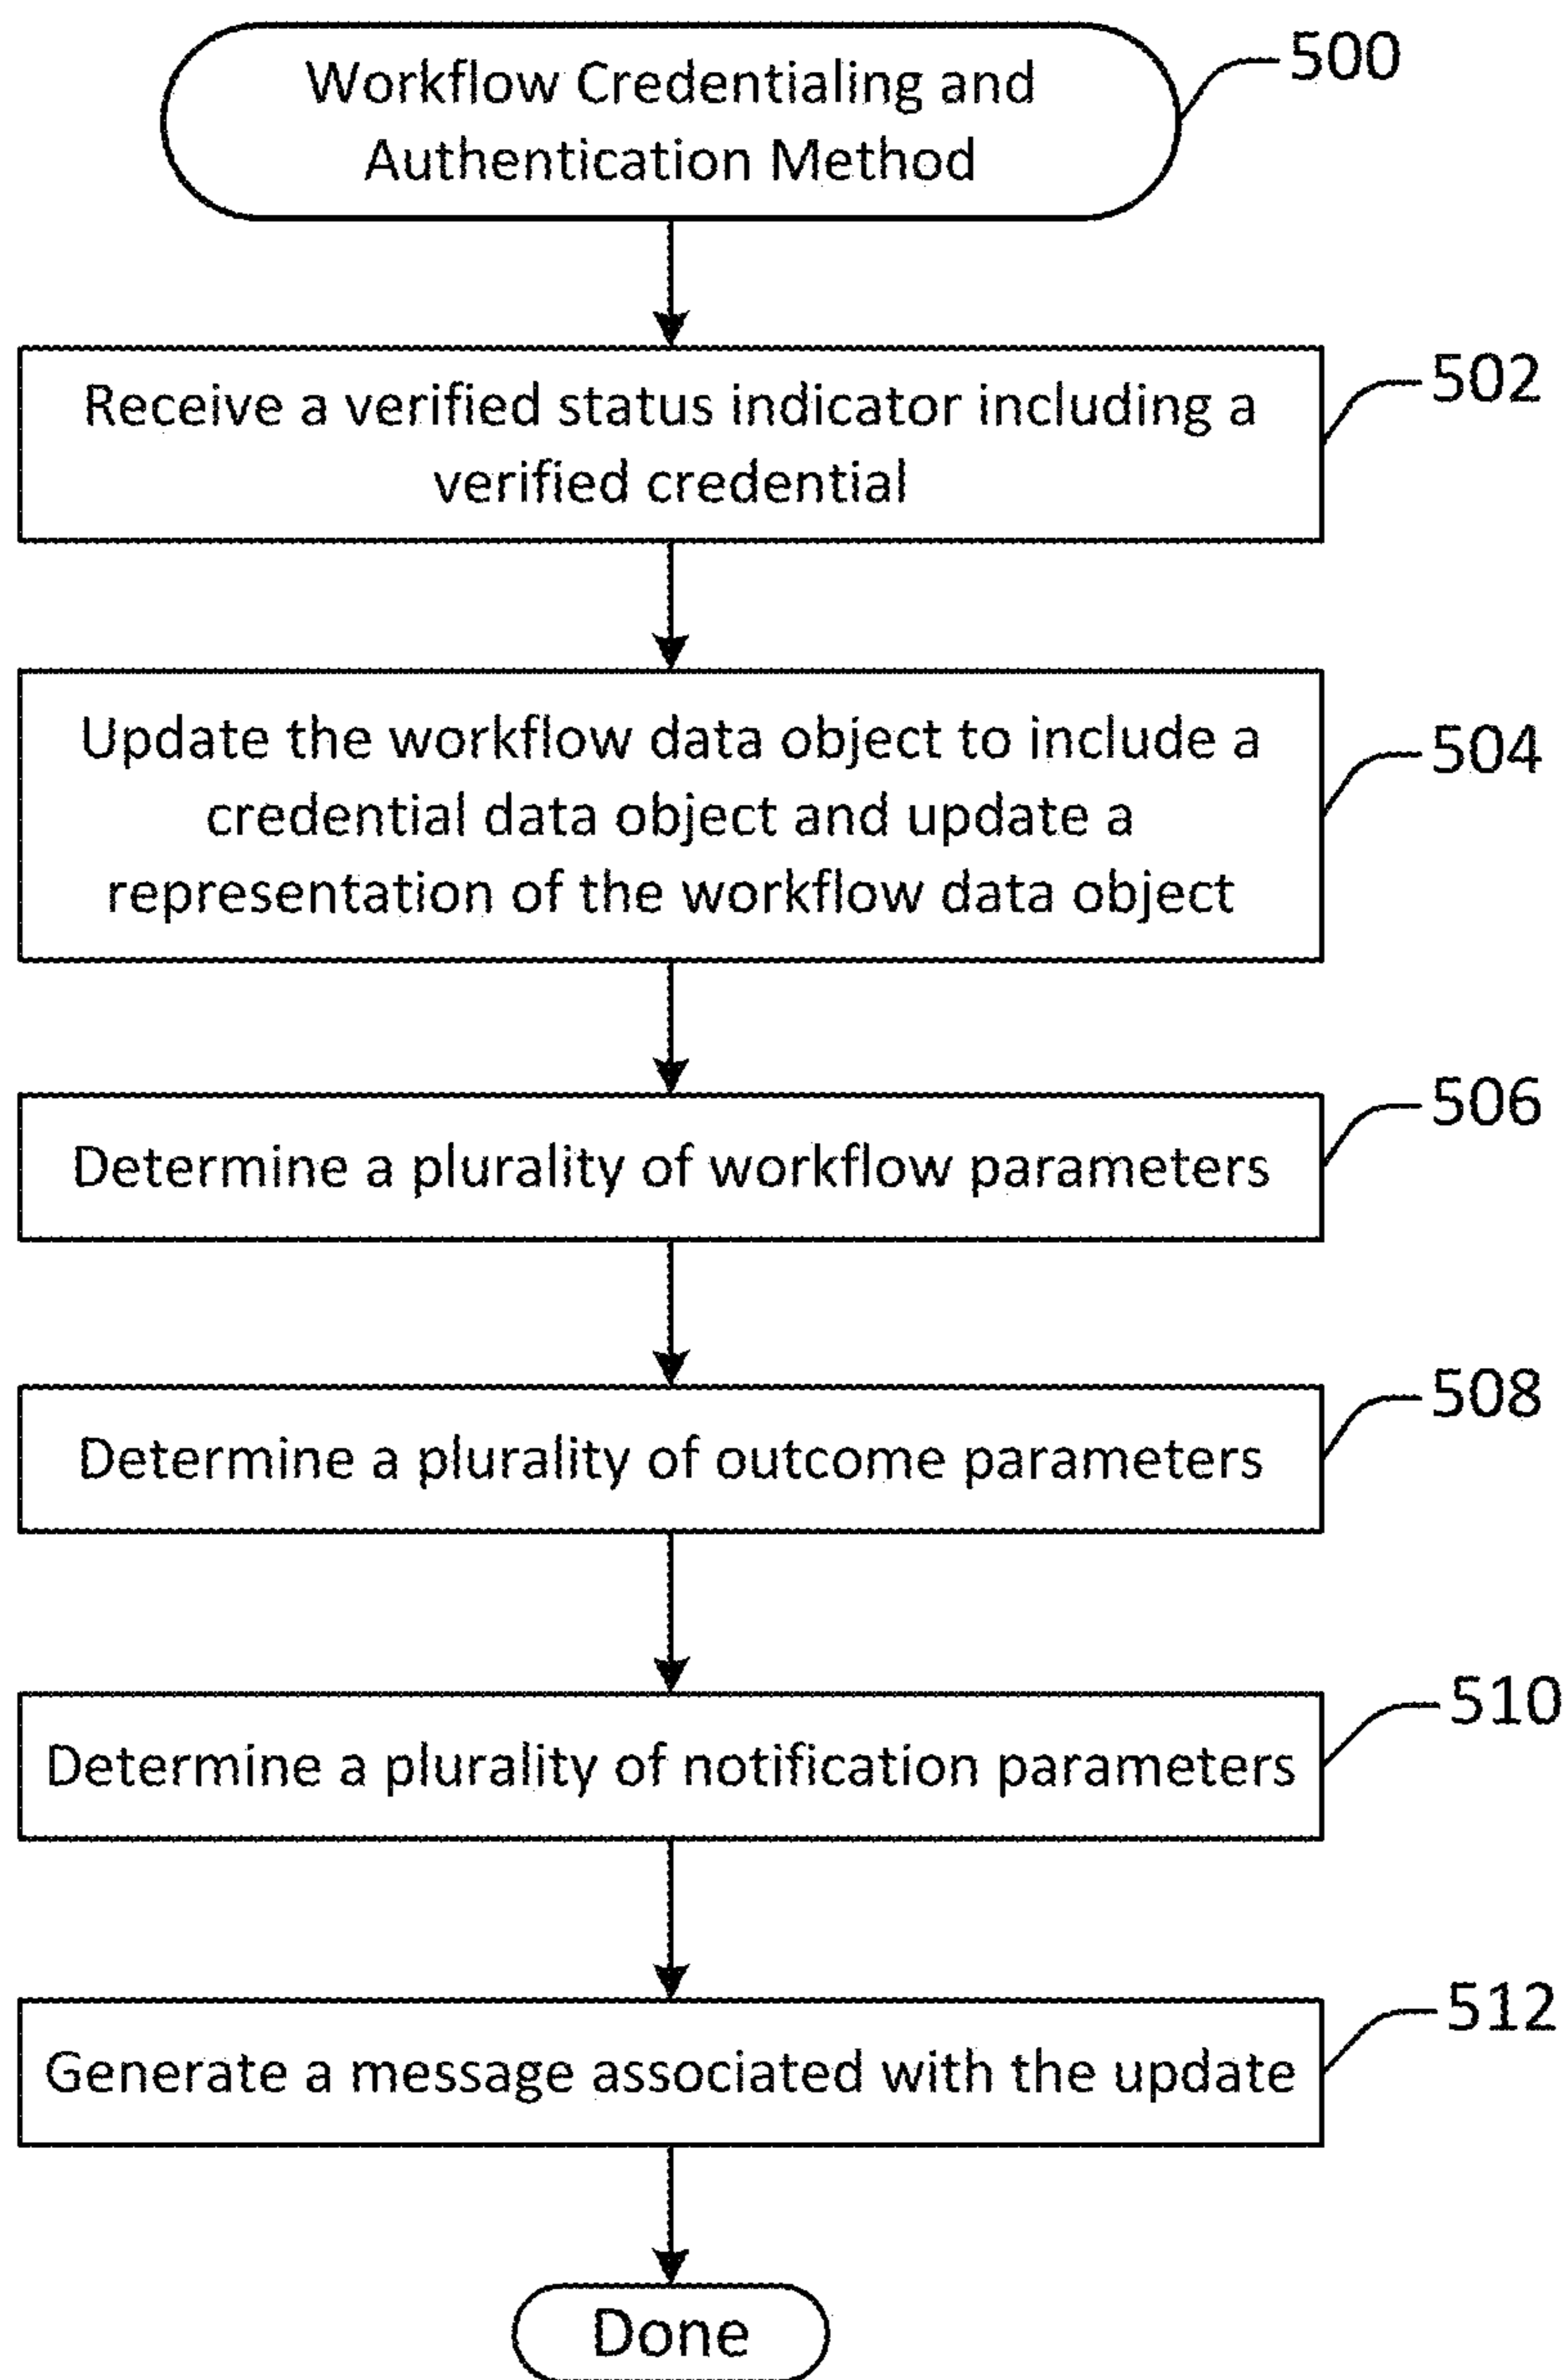 Workflow Credentialing and
Authentication Method
500
Receive a verified status indicator including a
verified credential
502
Update the workflow data object to include a
credential data object and update a
representation of the workflow data object
504
Determine a plurality of workflow parameters
506
Determine a plurality of outcome parameters
508
Determine a plurality of notification parameters
510
Generate a message associated with the update
512
Done